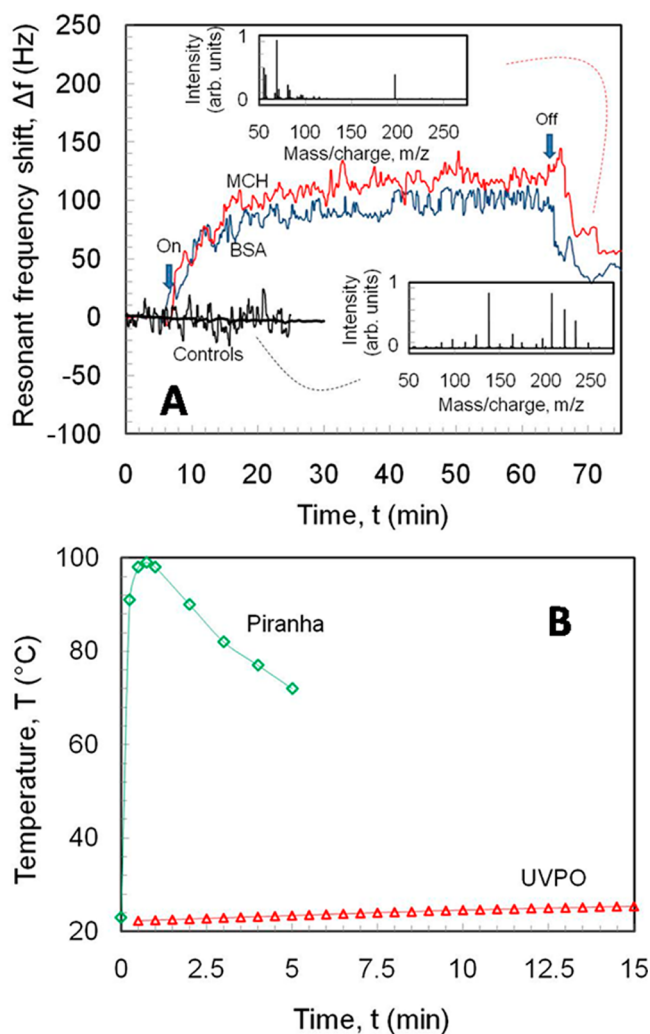 250
200
150
100
50
0
-50
-100
Resonant frequency shift, Δf (Hz)
1
0
Intensity
(arb. units)
50 100 150 200 250
Mass/charge, m/z
Off
MCH
On
BSA
Controls
1
0
Intensity
(arb. units)
50 100 150 200 250
Mass/charge, m/z
A
0 10 20 30 40 50 60 70
Time, t (min)
100
80
60
40
20
Temperature, T (°C)
B
Piranha
UVPO
0 2.5 5 7.5 10 12.5 15
Time, t (min)